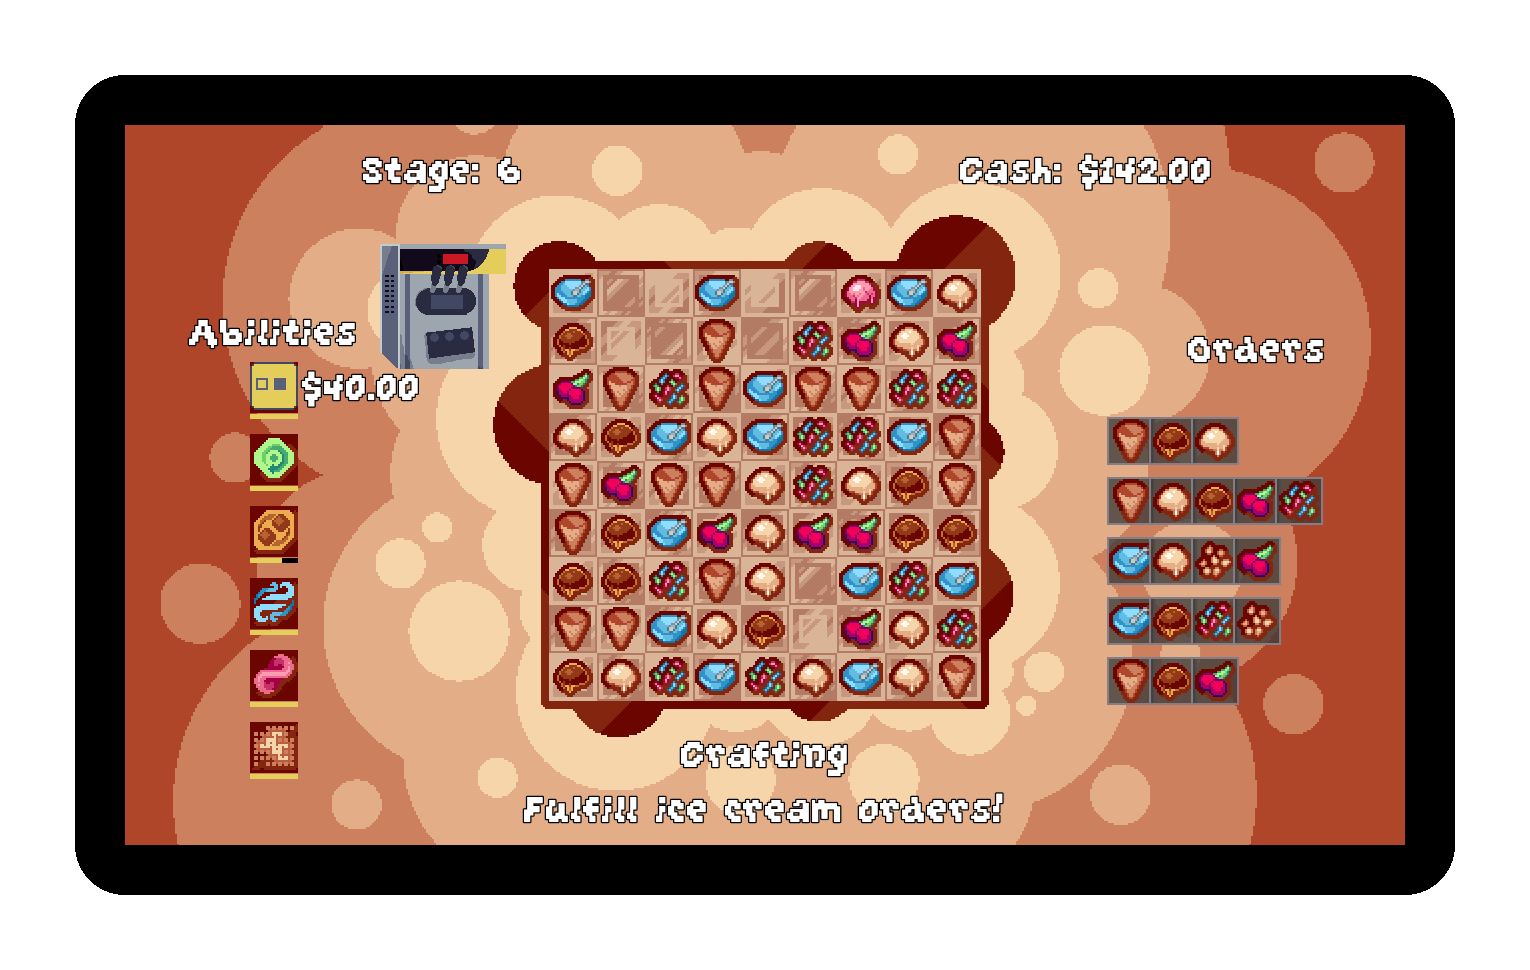 Stage: 6
Cash: $142.00
Abilities
Orders
$40.00
Crafting
Fulfill ice cream orders!